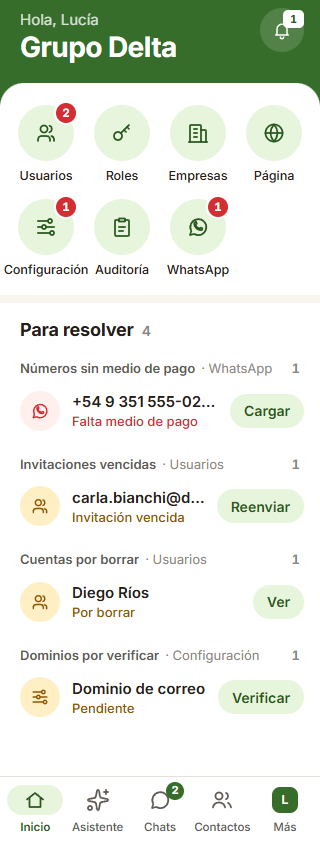 Hola, Lucía
1
Grupo Delta
2
Usuarios
Roles
Empresas
Página
1
1
Configuración
Auditoría
WhatsApp
Para resolver 4
Números sin medio de pago · WhatsApp 1
+54 9 351 555-02...
Falta medio de pago
Cargar
Invitaciones vencidas · Usuarios 1
carla.bianchi@d...
Invitación vencida
Reenviar
Cuentas por borrar · Usuarios 1
Diego Ríos
Por borrar
Ver
Dominios por verificar · Configuración 1
Dominio de correo
Pendiente
Verificar
2
L
Inicio
Asistente
Chats
Contactos
Más